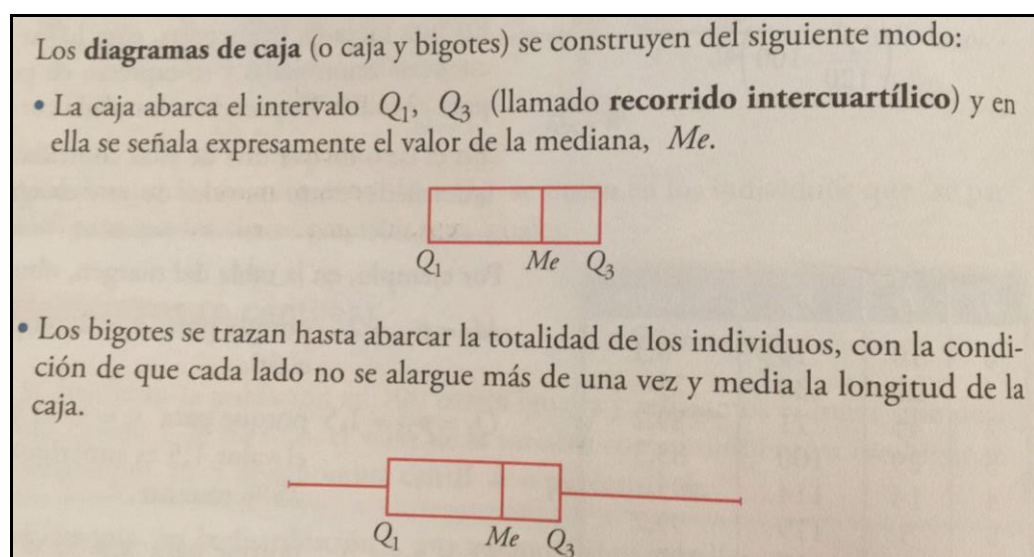 Los diagramas de caja (o caja y bigotes) se construyen del siguiente modo:
• La caja abarca el intervalo Q₁, Q₃ (llamado recorrido intercuartílico) y en
ella se señala expresamente el valor de la mediana, Me.
Q₁ Me Q₃
• Los bigotes se trazan hasta abarcar la totalidad de los individuos, con la condi-
ción de que cada lado no se alargue más de una vez y media la longitud de la
caja.
Q₁ Me Q₃